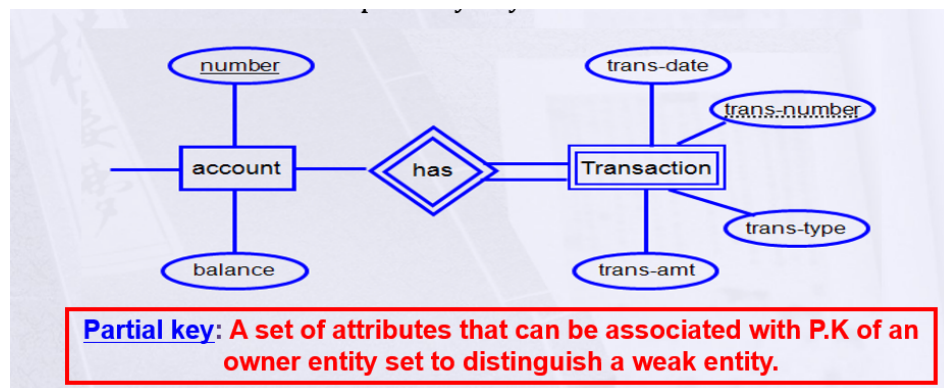 number
trans-date
trans-number
account
has
Transaction
trans-type
balance
trans-amt
Partial key: A set of attributes that can be associated with P.K of an
owner entity set to distinguish a weak entity.